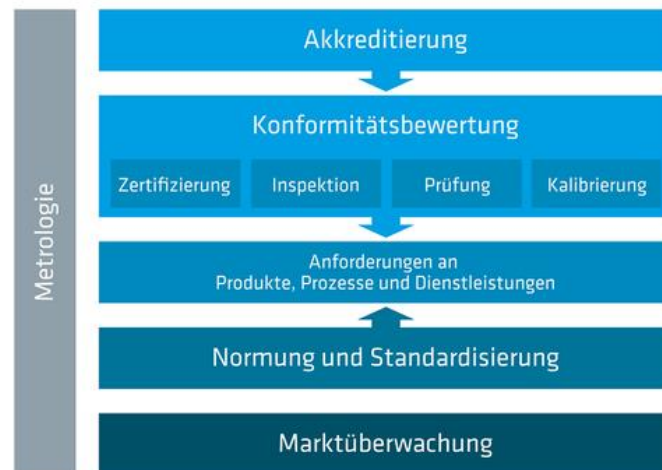 Metrologie
Akkreditierung
Konformitätsbewertung
Zertifizierung
Inspektion
Prüfung
Kalibrierung
Anforderungen an
Produkte, Prozesse und Dienstleistungen
Normung und Standardisierung
Marktüberwachung